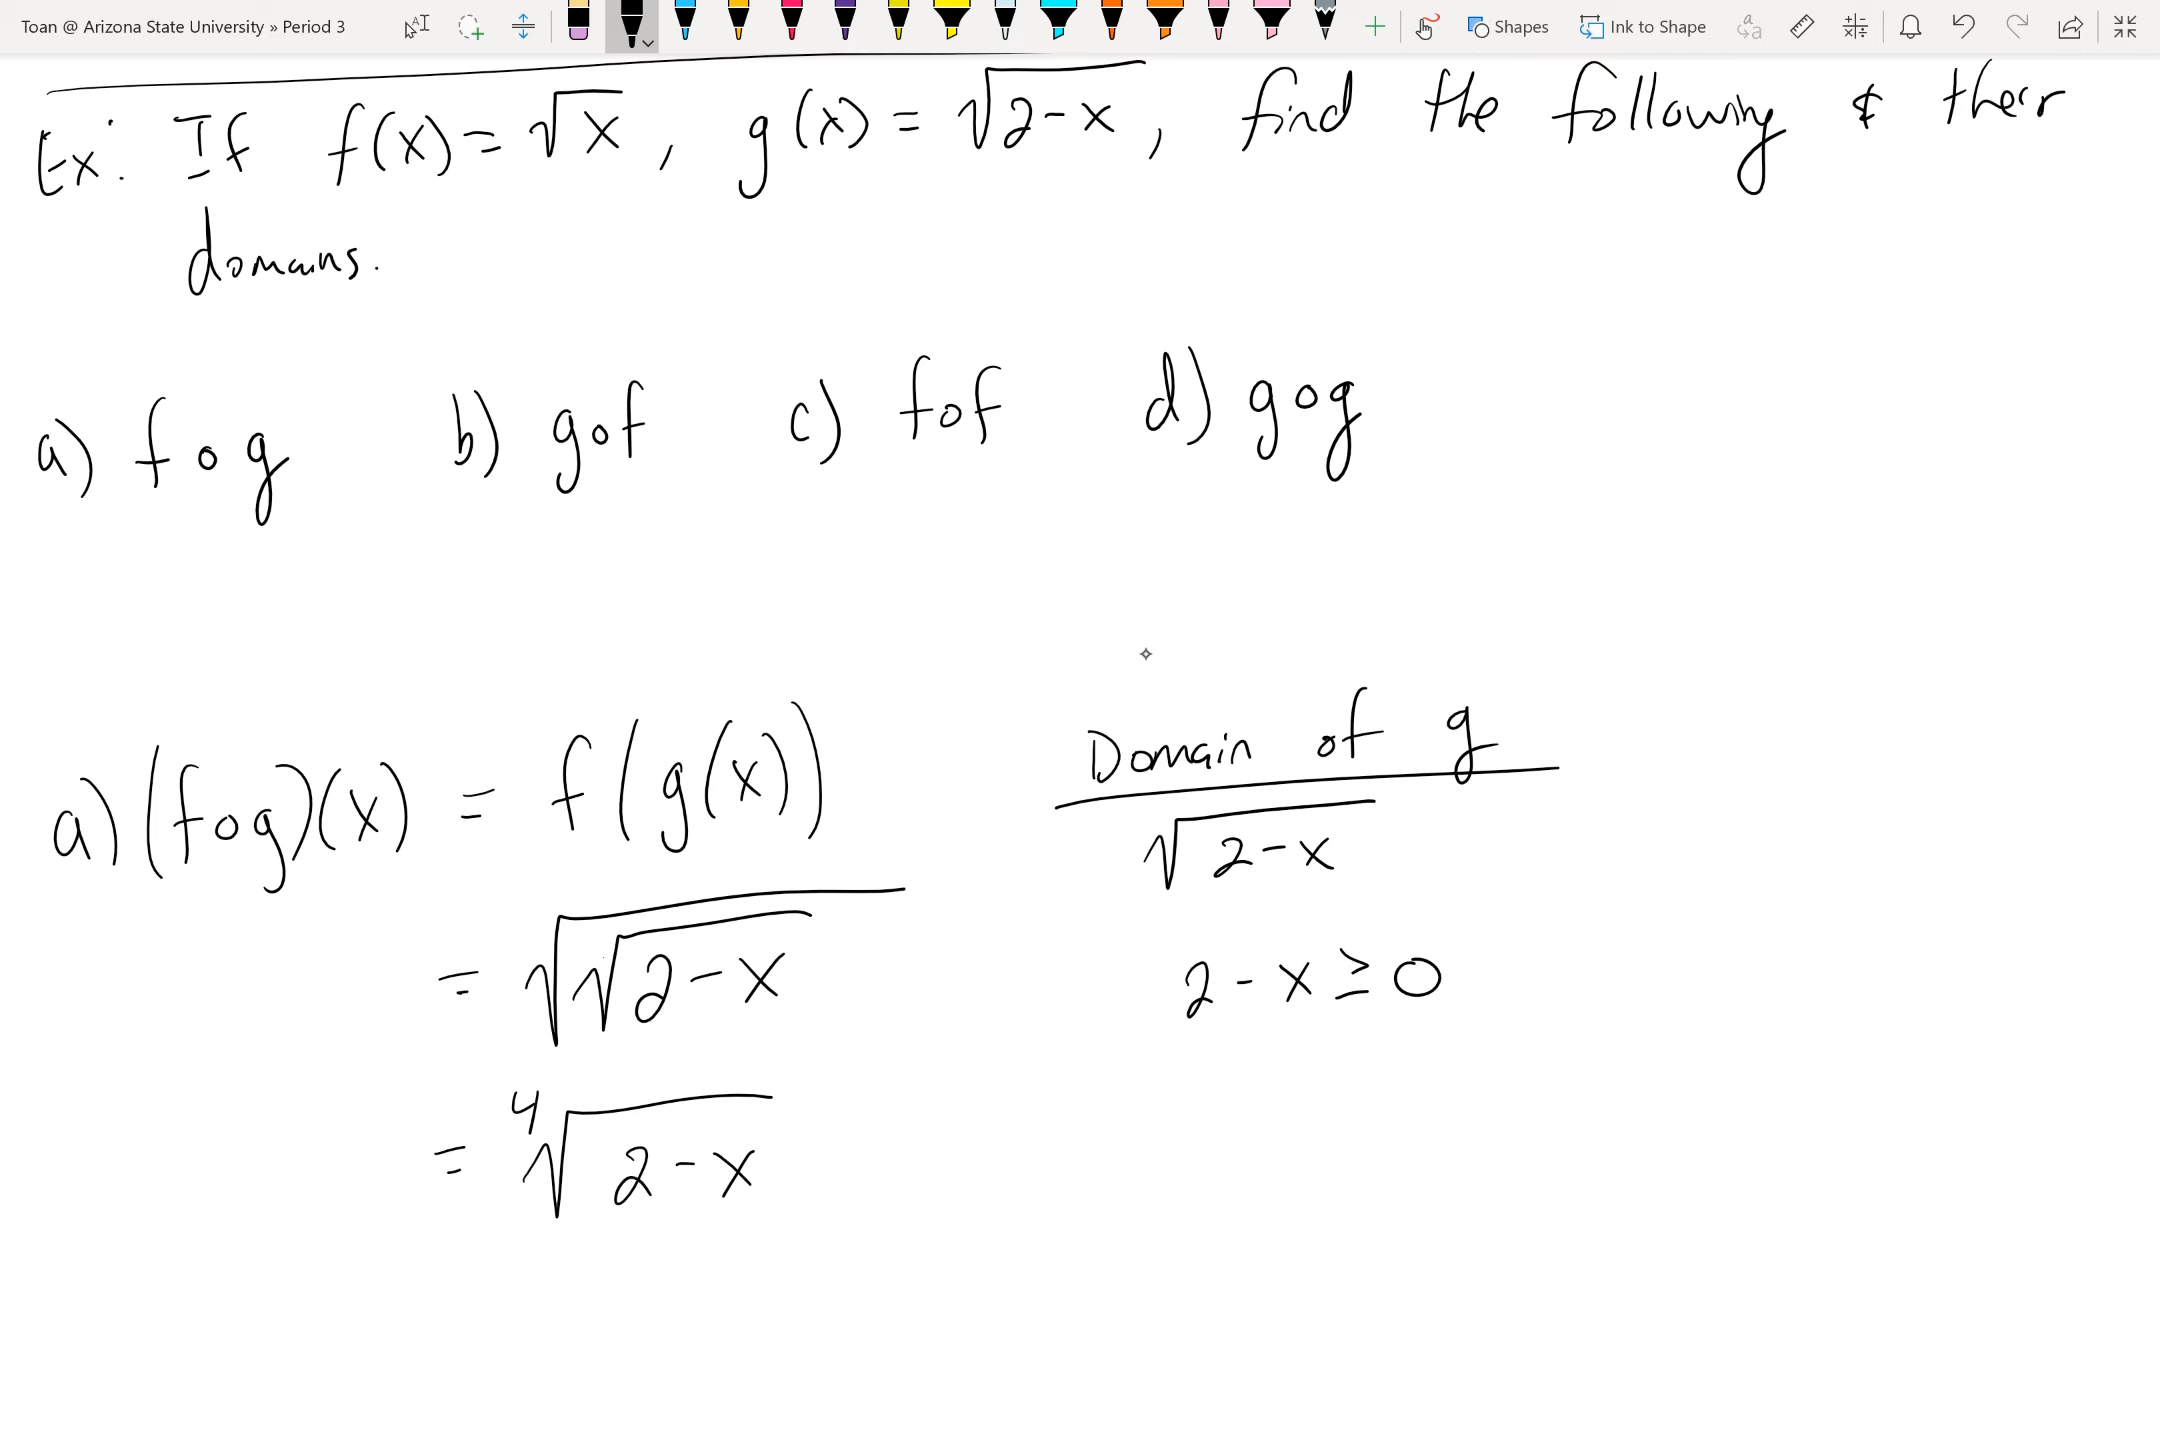 Toan @ Arizona State University » Period 3
Shapes
Ink to Shape
Ex: If f(x) = √x , g(x) = √(2-x) , find the following & their
domains.
a) f∘g b) g∘f c) f∘f d) g∘g
Domain of g
a) (f∘g)(x) = f(g(x))
√(2-x)
= √(√(2-x))
2 - x ≥ 0
= ⁴√(2-x)